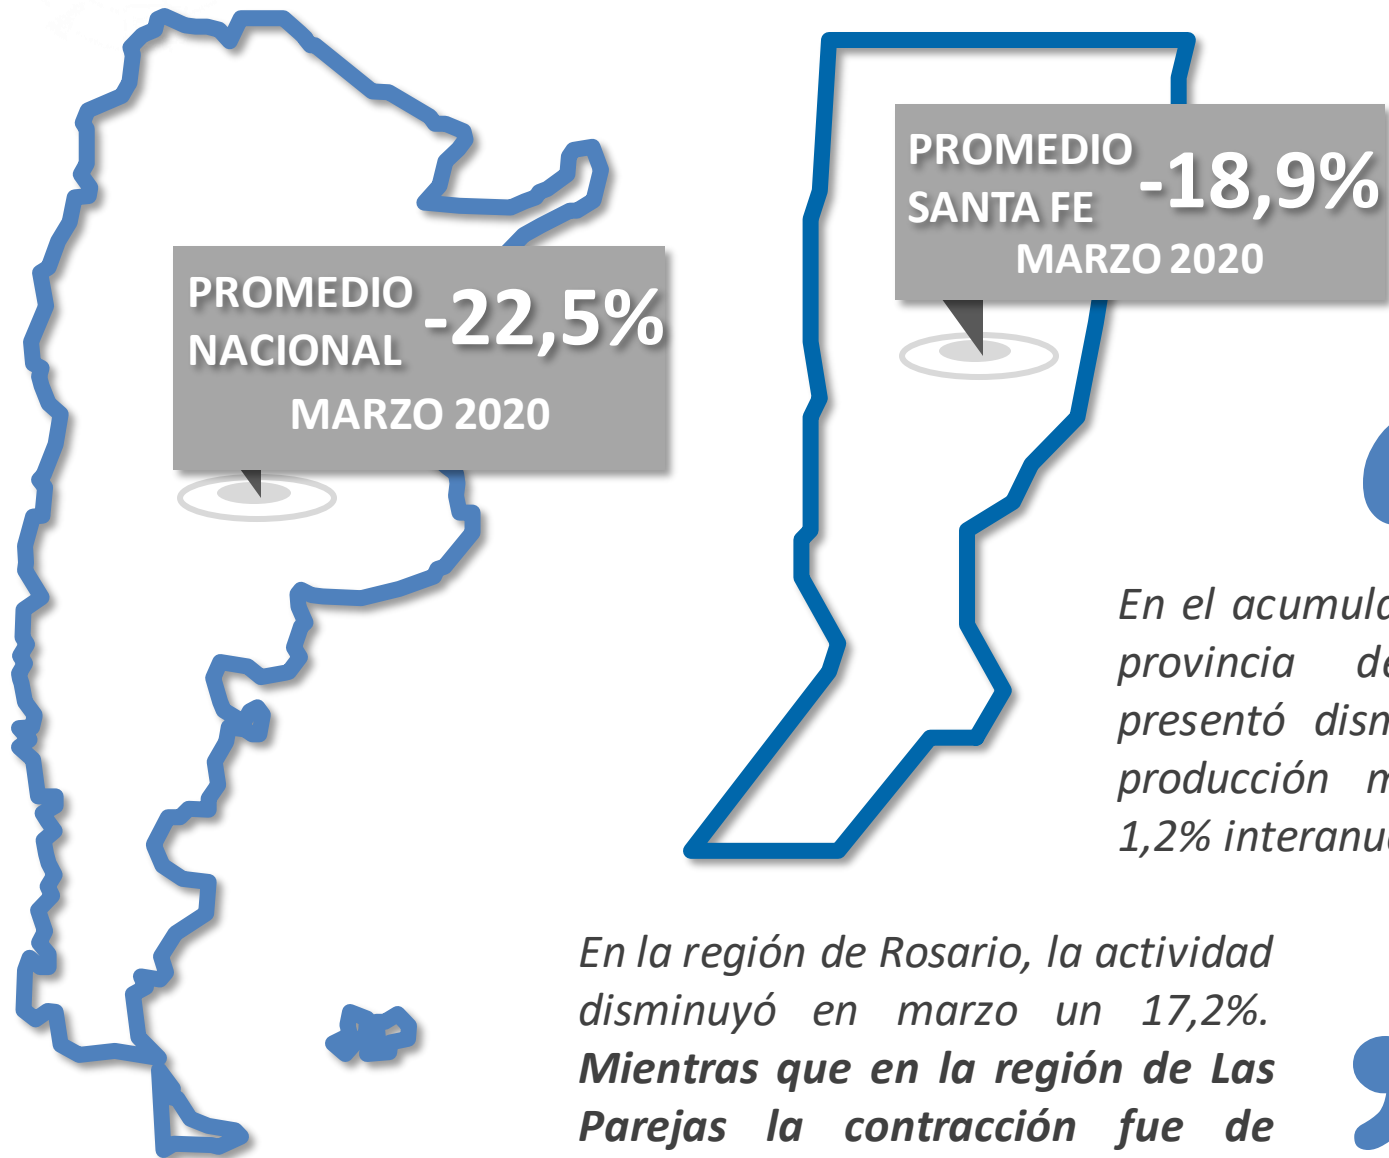 PROMEDIO
SANTA FE
-18,9%
MARZO 2020
PROMEDIO
NACIONAL
-22,5%
MARZO 2020
En el
provincia
presentó
producción
1,2%
En la región de Rosario, la actividad
disminuyó en marzo un 17,2%.
Mientras que en la región de Las
Parejas la contracción fue de